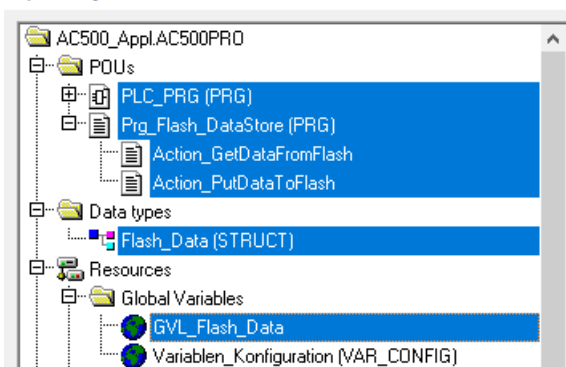 AC500_Appl.AC500PRO
POUs
PLC_PRG (PRG)
Prg_Flash_DataStore (PRG)
Action_GetDataFromFlash
Action_PutDataToFlash
Data types
Flash_Data (STRUCT)
Resources
Global Variables
GVL_Flash_Data
Variablen_Konfiguration (VAR_CONFIG)